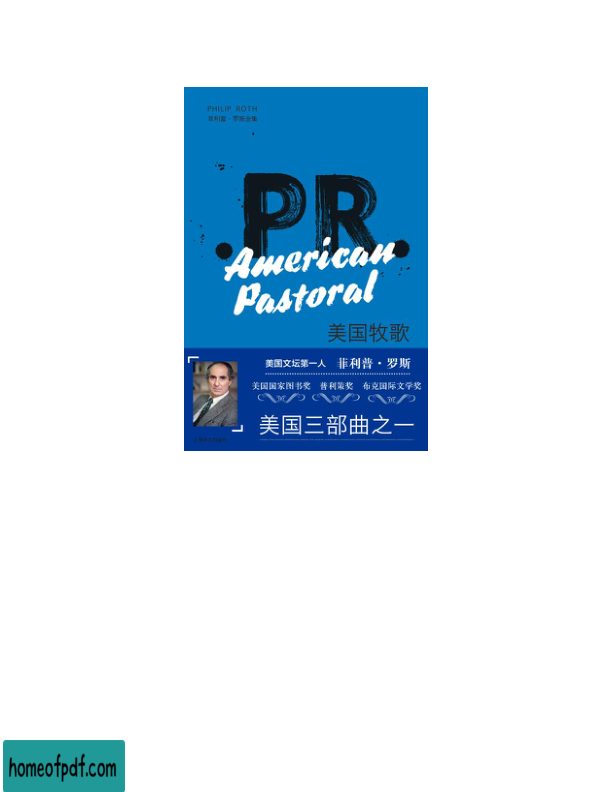 PHILIP ROTH
菲利普·罗斯全集
PR
American
Pastoral
美国牧歌
美国文坛第一人 菲利普·罗斯
美国国家图书奖 普利策奖 布克国际文学奖
美国三部曲之一
homeofpdf.com